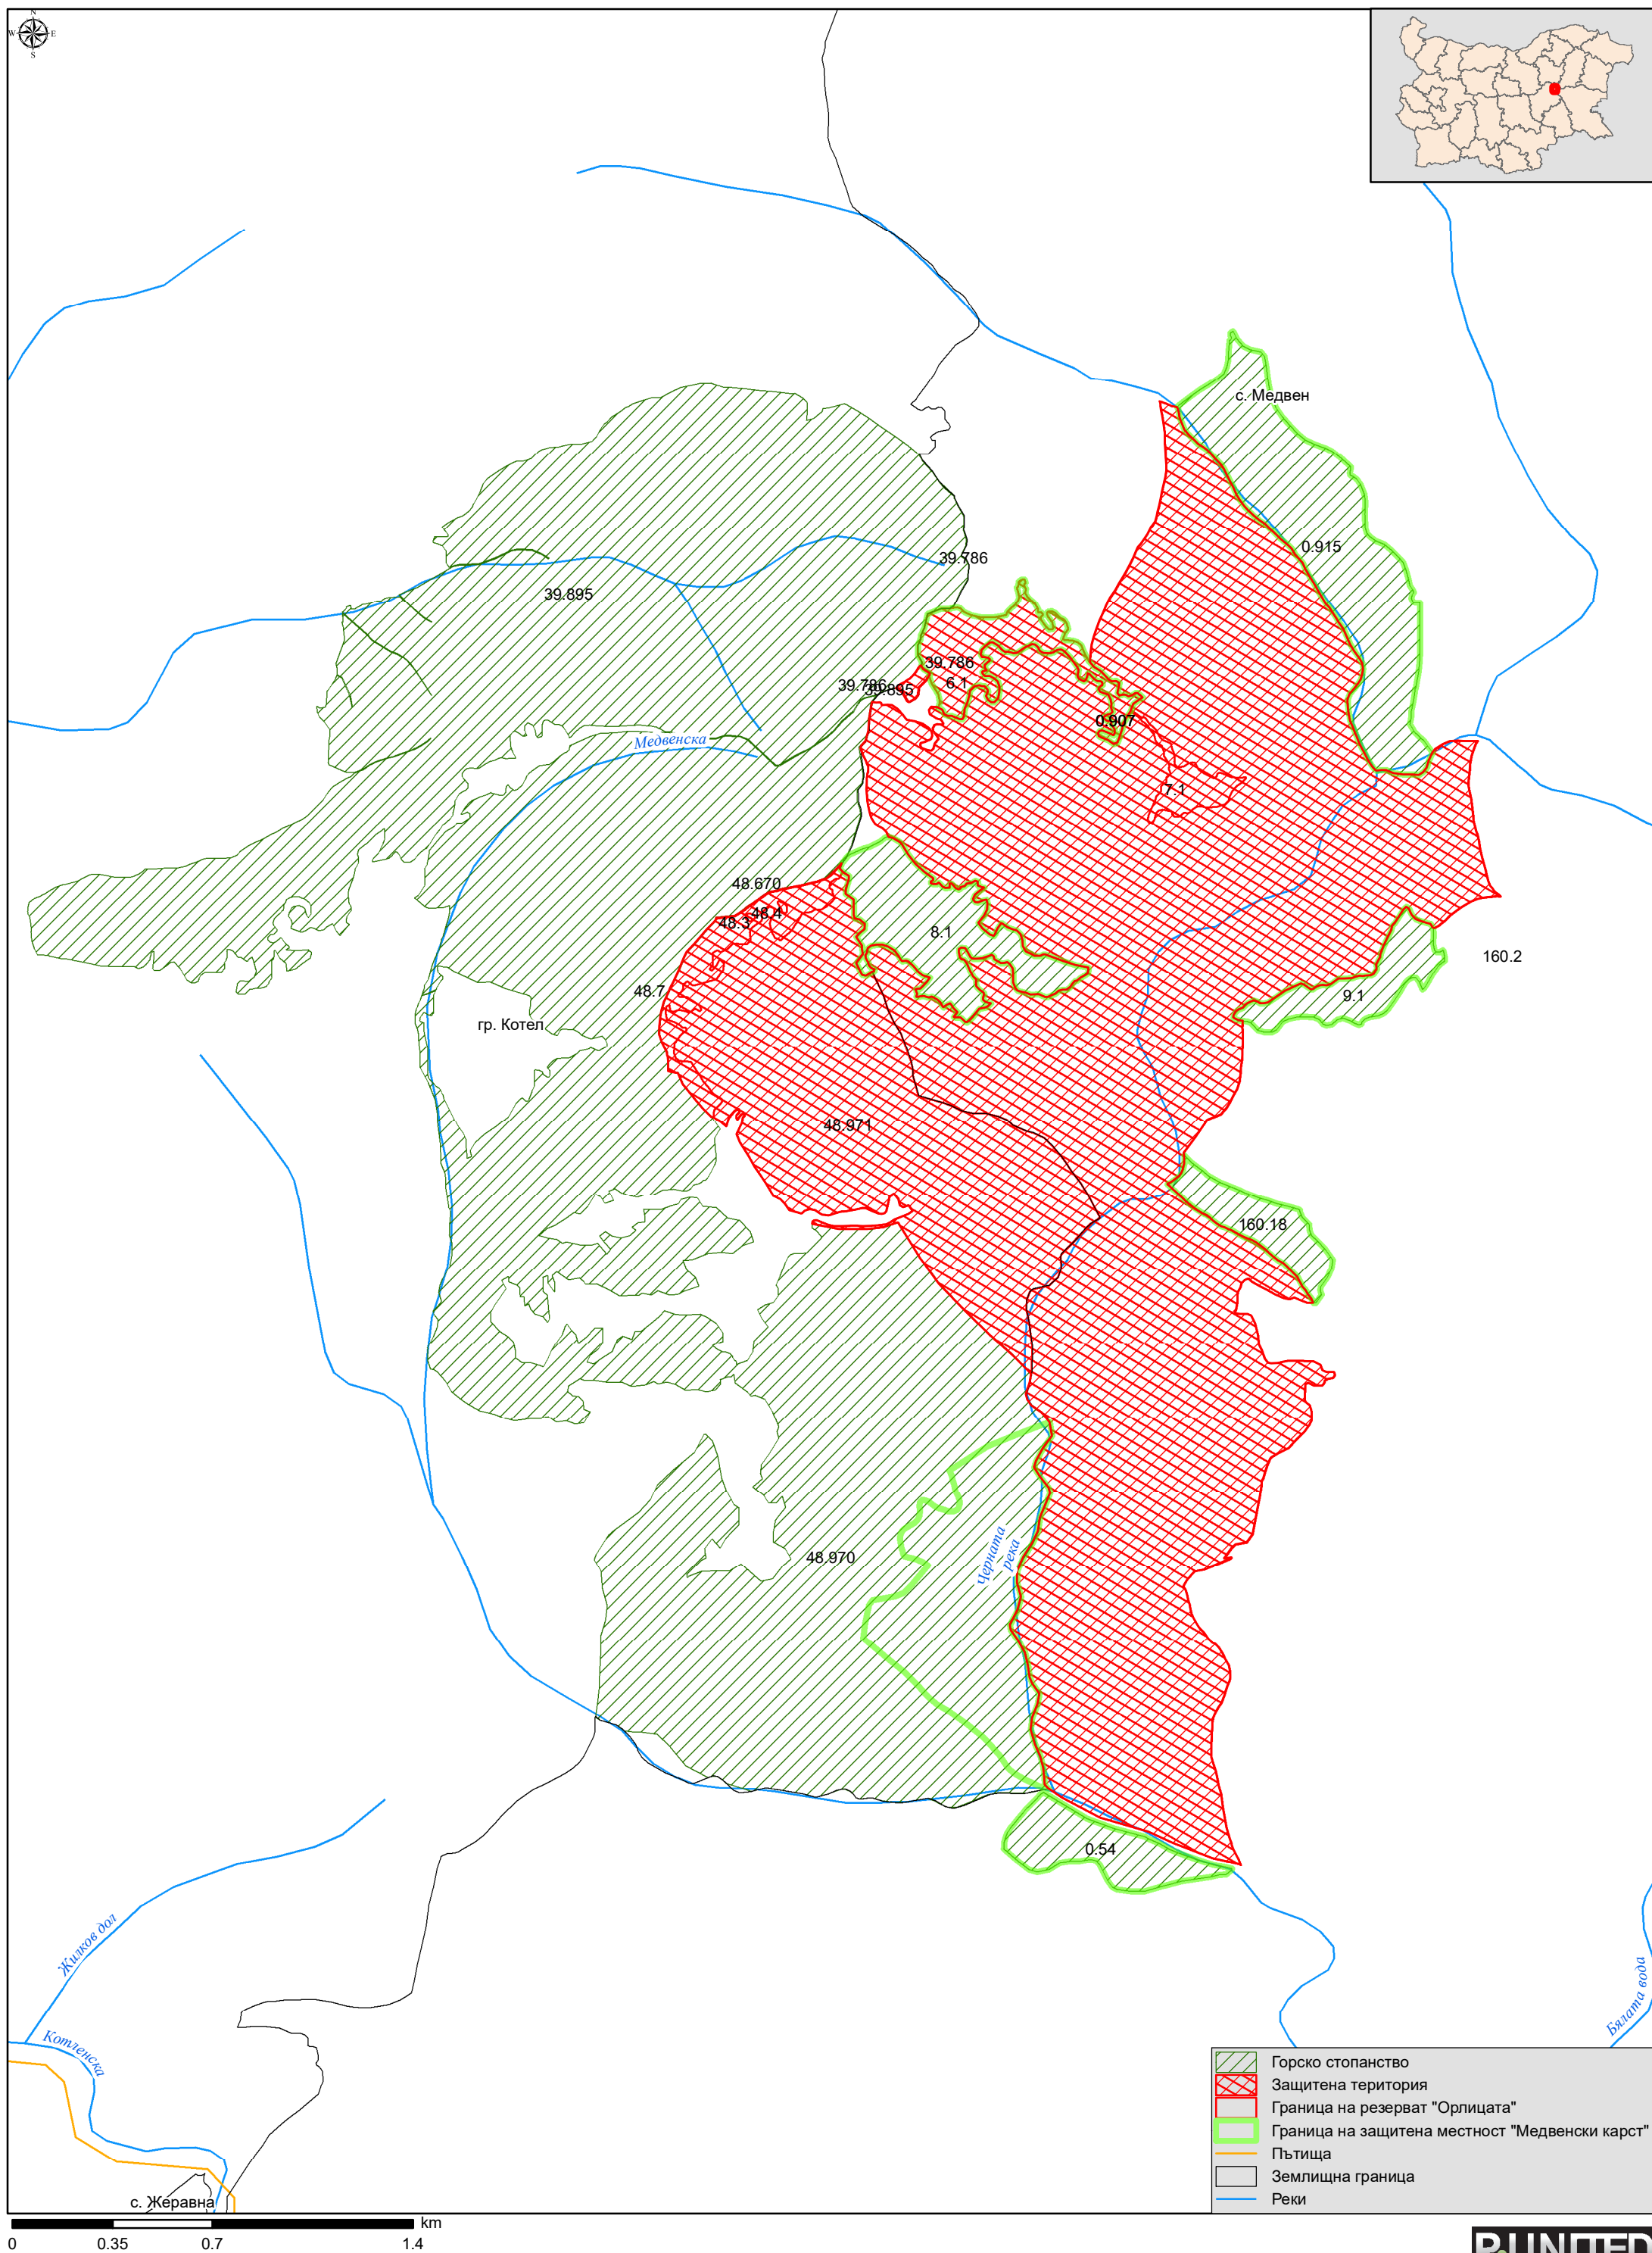 N
W E
S
с. Медвен
0.915
39.786
39.895
39.786
6.1
39.786
39.895
0.907
Медвенска
7.1
48.670
48.4
48.3
8.1
160.2
48.7
9.1
гр. Котел
48.971
160.18
Черната
река
48.970
0.54
Жилков дол
Бялата вода
Котленска
с. Жеравна
Горско стопанство
Защитена територия
Граница на резерват "Орлицата"
Граница на защитена местност "Медвенски карст"
Пътища
Землищна граница
Реки
km
0 0.35 0.7 1.4
P.UNITED